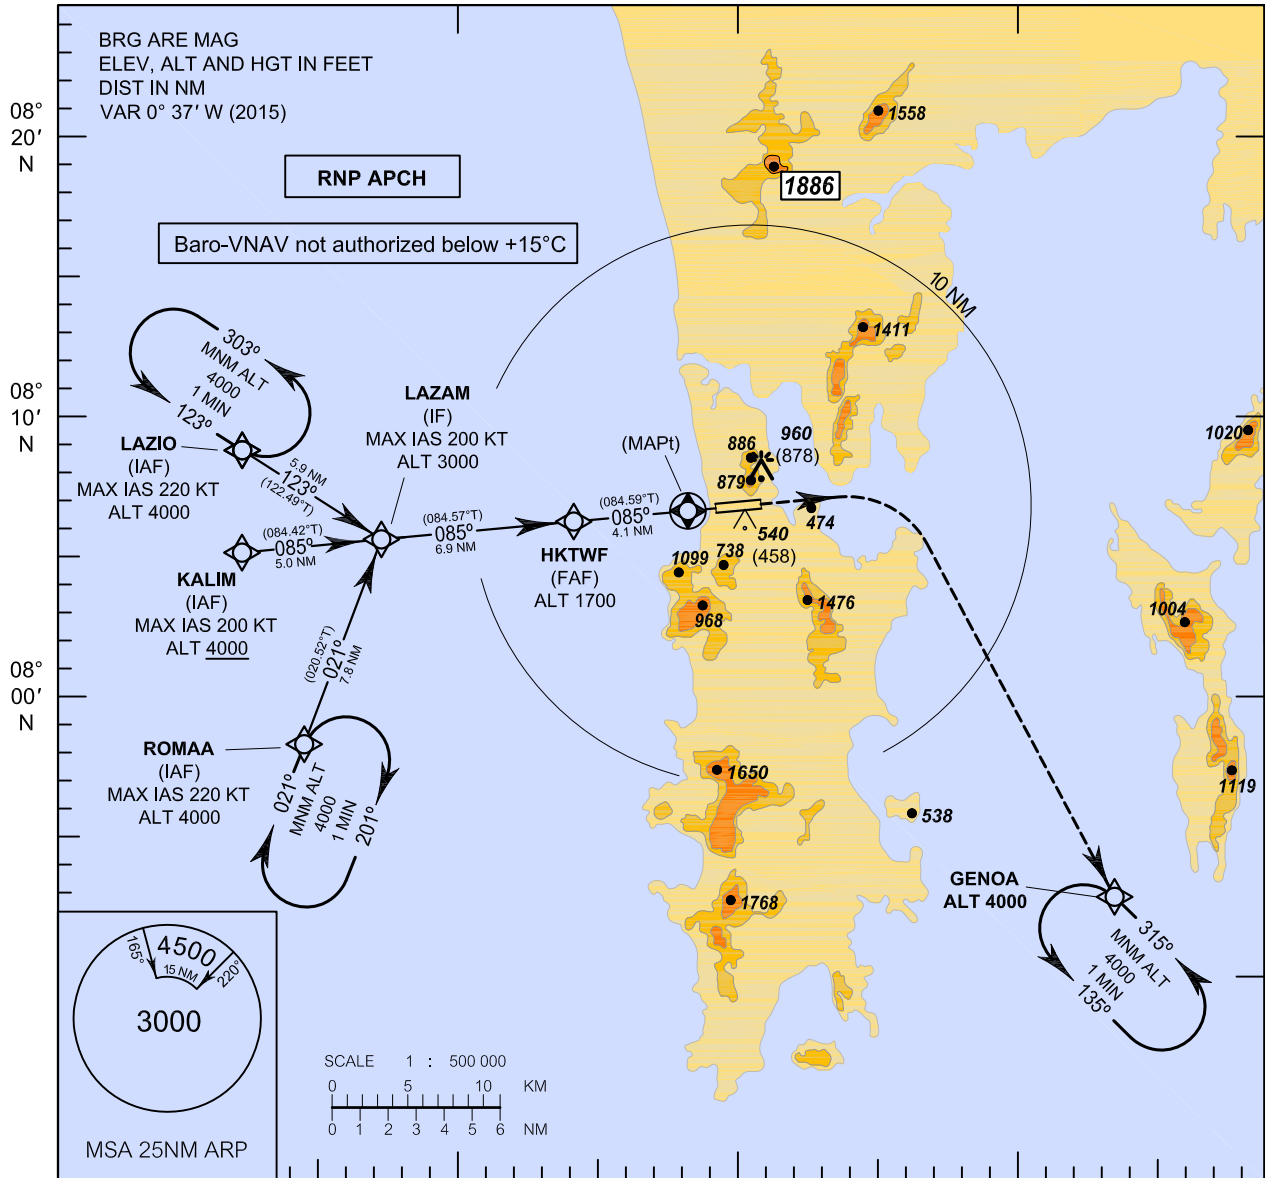 BRG ARE MAG
ELEV, ALT AND HGT IN FEET
DIST IN NM
VAR 0° 37' W (2015)
RNP APCH
Baro-VNAV not authorized below +15°C
08°
20'
N
08°
10'
N
08°
00'
N
1558
1886
10 NM
1411
303°
MNM ALT
4000
1 MIN
123°
LAZIO
(IAF)
MAX IAS 220 KT
ALT 4000
5.9 NM
123°
(122.49°T)
LAZAM
(IF)
MAX IAS 200 KT
ALT 3000
(084.42°T)
085°
5.0 NM
KALIM
(IAF)
MAX IAS 200 KT
ALT 4000
(084.57°T)
085°
6.9 NM
HKTWF
(FAF)
ALT 1700
(084.59°T)
085°
4.1 NM
(MAPt)
886
960
(878)
879
474
540
(458)
1099
738
968
1476
1020
1004
1119
(020.52°T)
021°
7.8 NM
ROMAA
(IAF)
MAX IAS 220 KT
ALT 4000
021°
MNM ALT
4000
1 MIN
201°
1650
538
1768
GENOA
ALT 4000
315°
MNM ALT
4000
1 MIN
135°
165°
4500
15 NM
220°
3000
MSA 25NM ARP
SCALE 1 : 500 000
0 5 10 KM
0 1 2 3 4 5 6 NM